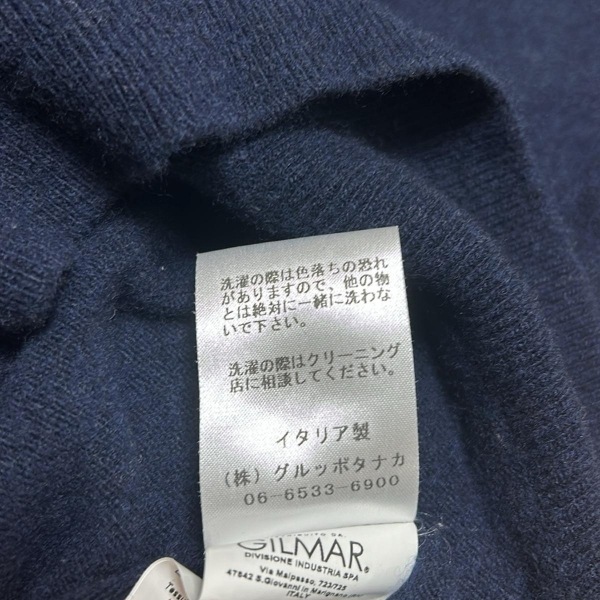 洗濯の際は色落ちの恐れ
がありますので、他の物
とは絶対に一緒に洗わな
いで下さい。
洗濯の際はクリーニング
店に相談してください。
イタリア製
(株)グルッポタナカ
06-6533-6900
GILMAR®
DIVISIONE INDUSTRIA SPA
Via Malpasso, 723/725
47842 S.Giovanni in Marignano
ITALY